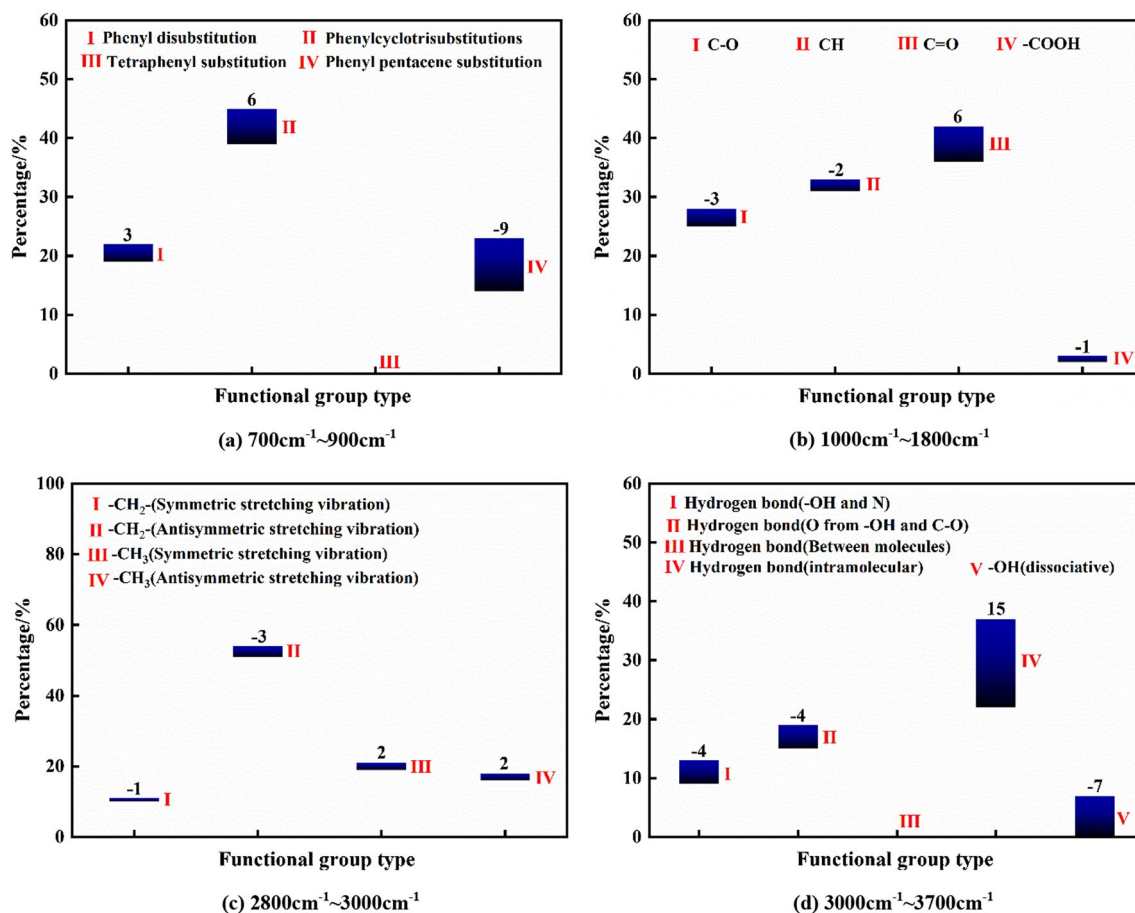 60
50
40
30
20
10
0
Percentage/%
I Phenyl disubstitution II Phenylcyclotrisubstitutions
III Tetraphenyl substitution IV Phenyl pentacene substitution
3
I
6
II
III
-9
IV
Functional group type
(a) 700cm⁻¹~900cm⁻¹
60
50
40
30
20
10
0
Percentage/%
I C-O II CH III C=O IV -COOH
-3
I
-2
II
6
III
-1
IV
Functional group type
(b) 1000cm⁻¹~1800cm⁻¹
100
80
60
40
20
0
Percentage/%
I -CH₂-(Symmetric stretching vibration)
II -CH₂-(Antisymmetric stretching vibration)
III -CH₃(Symmetric stretching vibration)
IV -CH₃(Antisymmetric stretching vibration)
-1
I
-3
II
2
III
2
IV
Functional group type
(c) 2800cm⁻¹~3000cm⁻¹
60
50
40
30
20
10
0
Percentage/%
I Hydrogen bond(-OH and N)
II Hydrogen bond(O from -OH and C-O)
III Hydrogen bond(Between molecules)
IV Hydrogen bond(intramolecular) V -OH(dissociative)
-4
I
-4
II
III
15
IV
-7
V
Functional group type
(d) 3000cm⁻¹~3700cm⁻¹